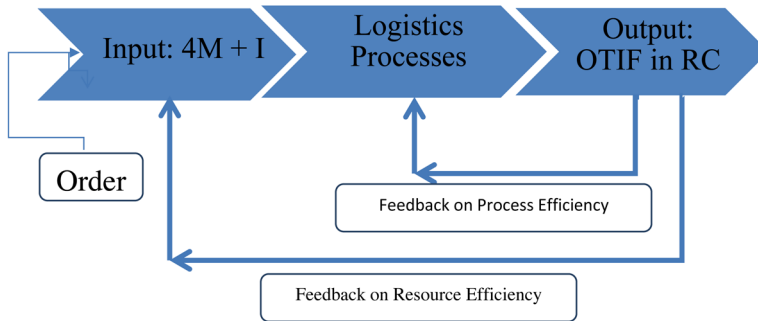 Input: 4M + I
Logistics
Processes
Output:
OTIF in RC
Order
Feedback on Process Efficiency
Feedback on Resource Efficiency